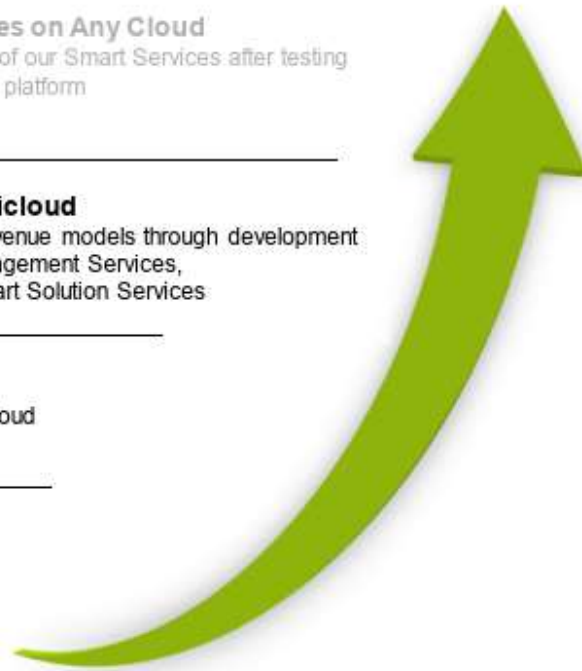 es on Any Cloud
of our Smart Services after testing
platform
icloud
venue models through development
agement Services,
art Solution Services
oud